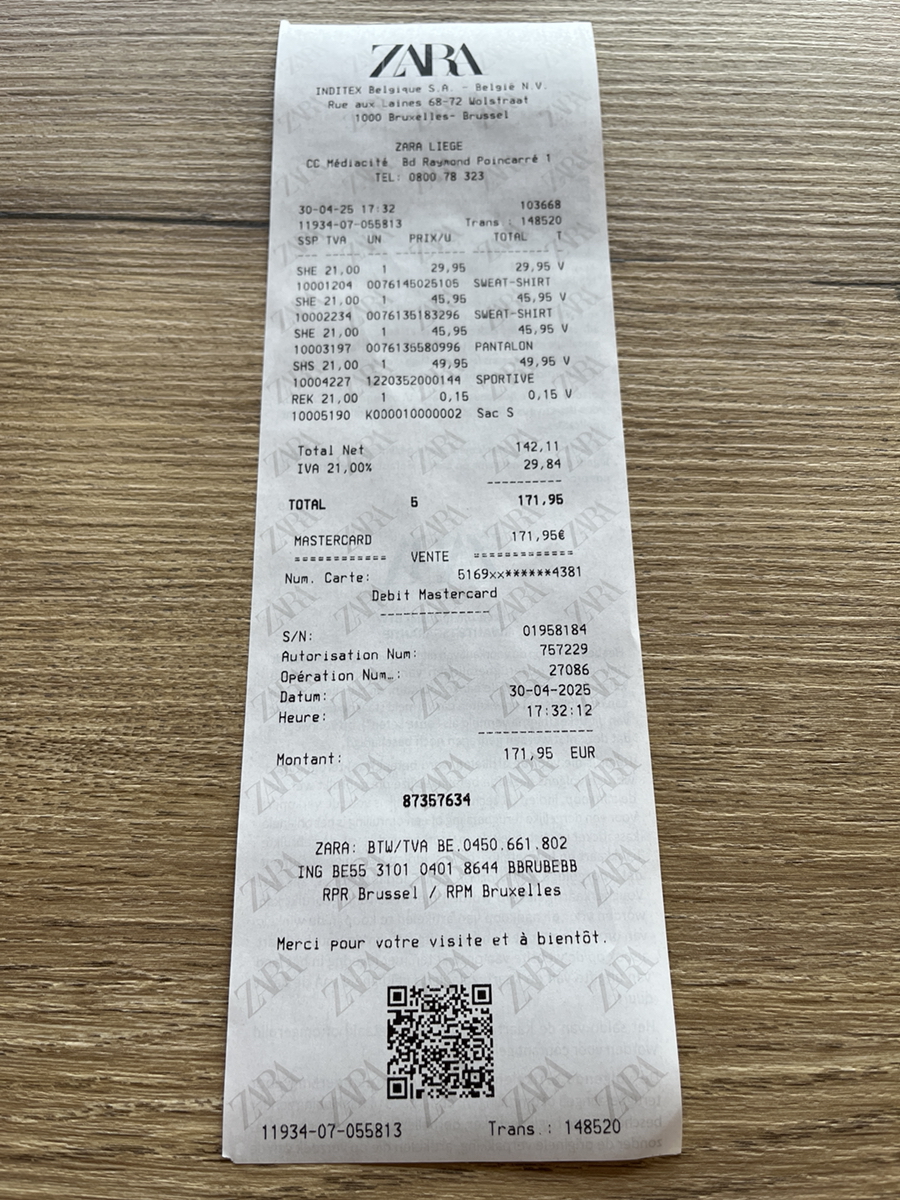 ZARA
INDITEX Belgique S.A. - België N.V.
Rue aux Laines 68-72 Wolstraat
1000 Bruxelles- Brussel
ZARA LIEGE
CC Médiacité, Bd Raymond Poincarré 1
TEL: 0800 78 323
30-04-25 17:32 103668
11934-07-055813 Trans.: 148520
SSP TVA UN PRIX/U TOTAL T
SHE 21,00 1 29,95 29,95 V
10001204 0076145025105 SWEAT-SHIRT
SHE 21,00 1 45,95 45,95 V
10002234 0076135183296 SWEAT-SHIRT
SHE 21,00 1 45,95 45,95 V
10003197 0076135580996 PANTALON
SHS 21,00 1 49,95 49,95 V
10004227 1220352000144 SPORTIVE
REK 21,00 1 0,15 0,15 V
10005190 K000010000002 Sac S
Total Net 142,11
IVA 21,00% 29,84
----------
TOTAL 5 171,95
MASTERCARD 171,95€
============ VENTE =============
Num. Carte: 5169xx******4381
Debit Mastercard
--------------
S/N: 01958184
Autorisation Num: 757229
Opération Num.: 27086
Datum: 30-04-2025
Heure: 17:32:12
--------------
Montant: 171,95 EUR
87357634
ZARA: BTW/TVA BE.0450.661.802
ING BE55 3101 0401 8644 BBRUBEBB
RPR Brussel / RPM Bruxelles
Merci pour votre visite et à bientôt.
11934-07-055813 Trans.: 148520